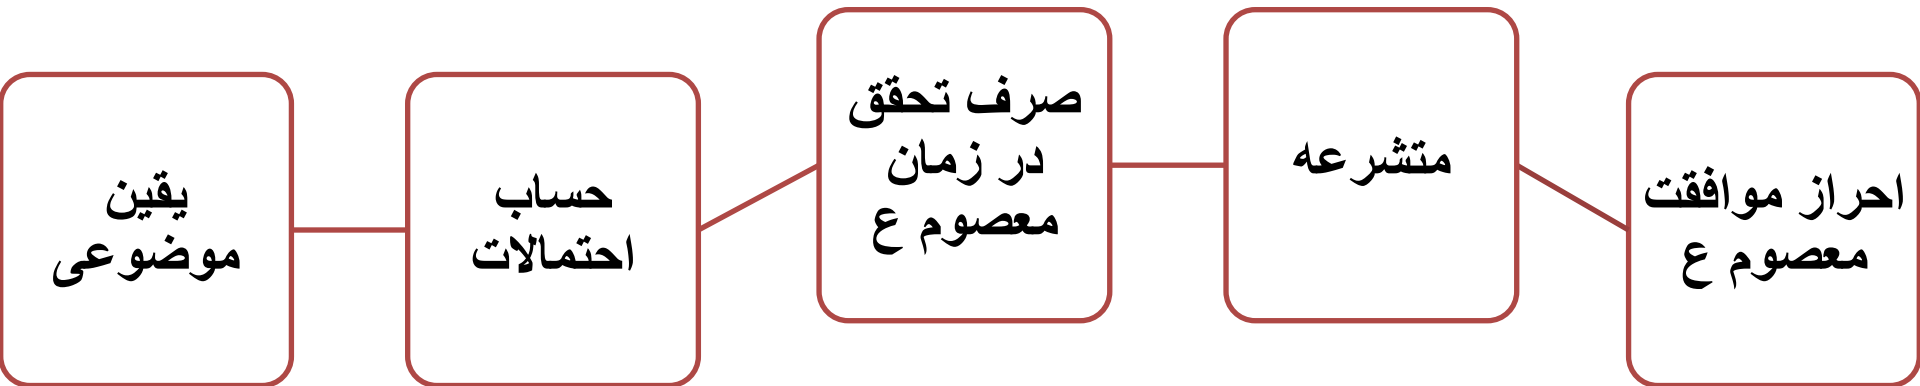 احراز موافقت
معصوم ع
متشرعه
صرف تحقق
در زمان
معصوم ع
حساب
احتمالات
یقین
موضوعی